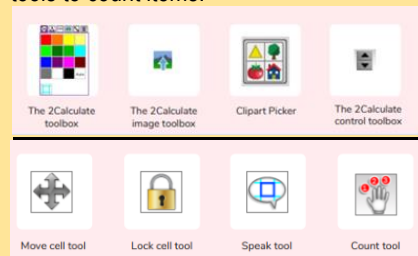 tools to count items.
The 2Calculate The 2Calculate Clipart Picker The 2Calculate
toolbox image toolbox control toolbox
Move cell tool Lock cell tool Speak tool Count tool